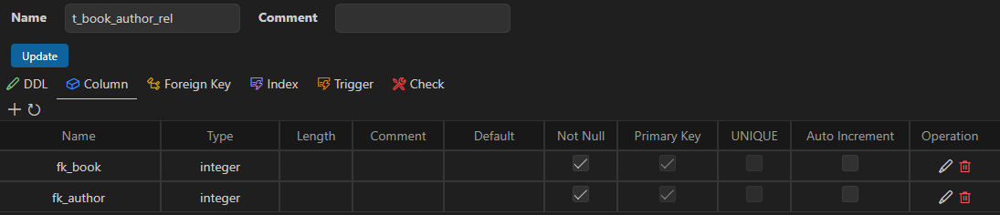 Name t_book_author_rel Comment
Update
DDL Column Foreign Key Index Trigger Check
Name Type Length Comment Default Not Null Primary Key UNIQUE Auto Increment Operation
fk_book integer
fk_author integer